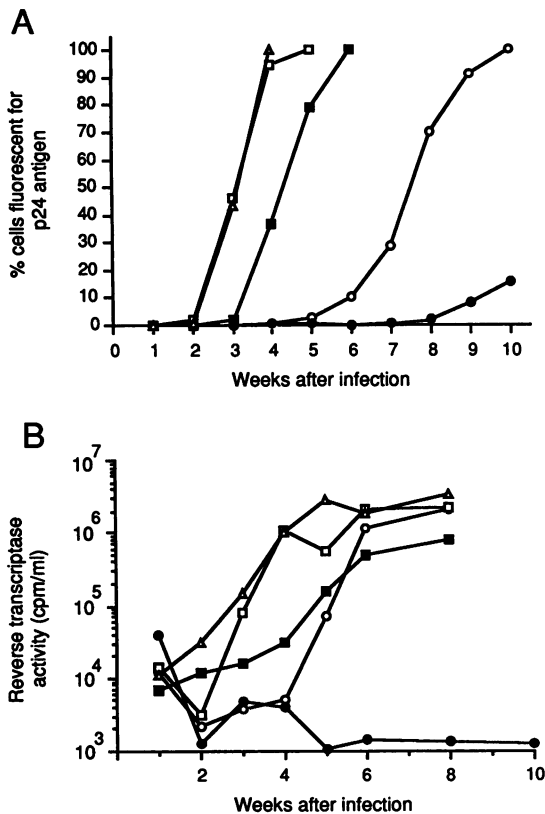 A
% cells fluorescent for
p24 antigen
100
90
80
70
60
50
40
30
20
10
0
0 1 2 3 4 5 6 7 8 9 10
Weeks after infection
B
Reverse transcriptase
activity (cpm/ml)
10^7
10^6
10^5
10^4
10^3
2 4 6 8 10
Weeks after infection